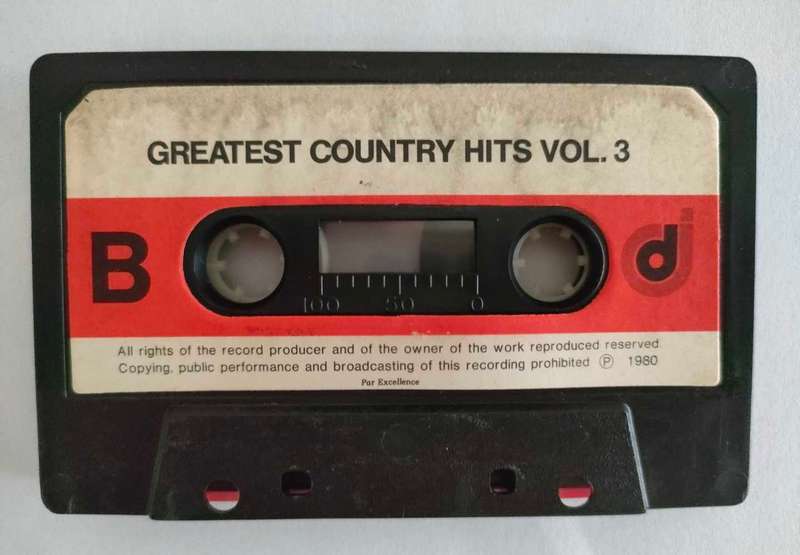 GREATEST COUNTRY HITS VOL. 3
B
d
100 50 0
All rights of the record producer and of the owner of the work reproduced reserved
Copying, public performance and broadcasting of this recording prohibited Ⓟ 1980
Par Excellence